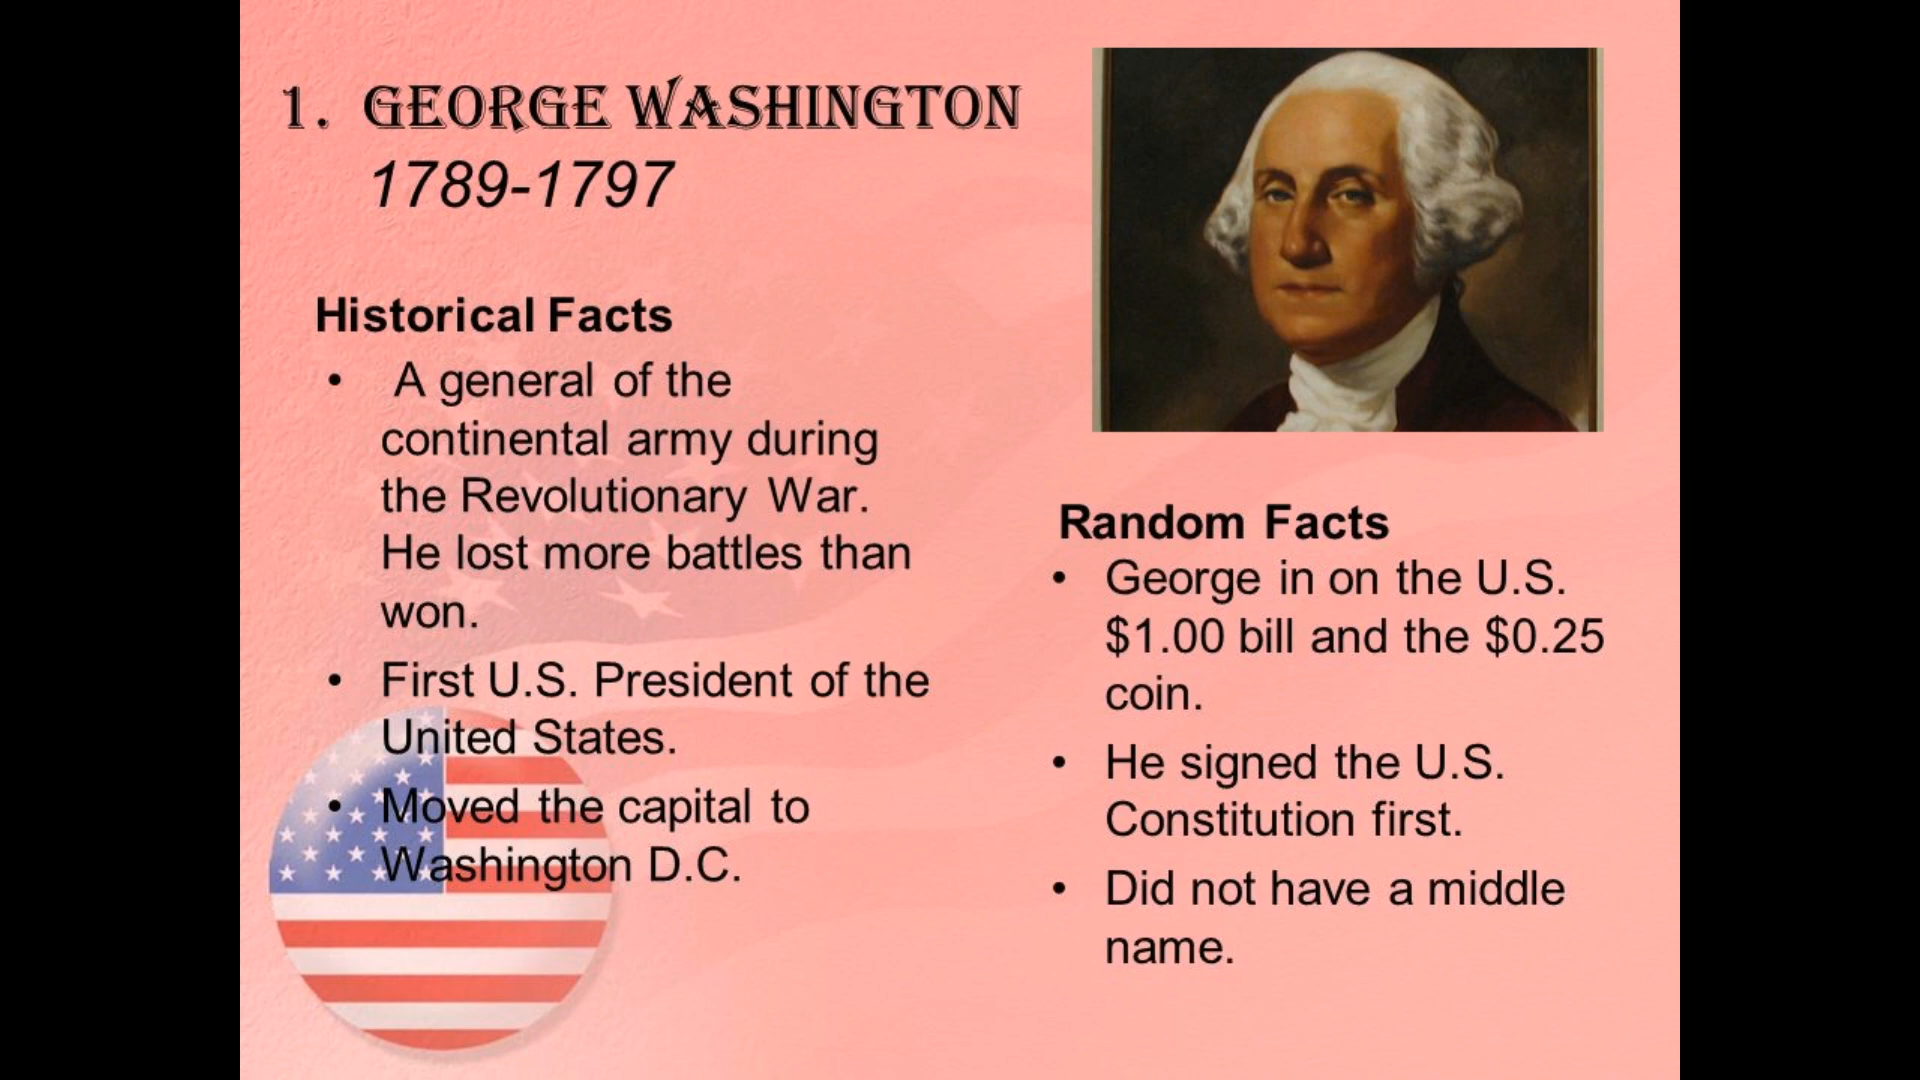 1. GEORGE WASHINGTON
1789-1797
Historical Facts
• A general of the
continental army during
the Revolutionary War.
He lost more battles than
won.
• First U.S. President of the
United States.
• Moved the capital to
Washington D.C.
Random Facts
• George in on the U.S.
$1.00 bill and the $0.25
coin.
• He signed the U.S.
Constitution first.
• Did not have a middle
name.